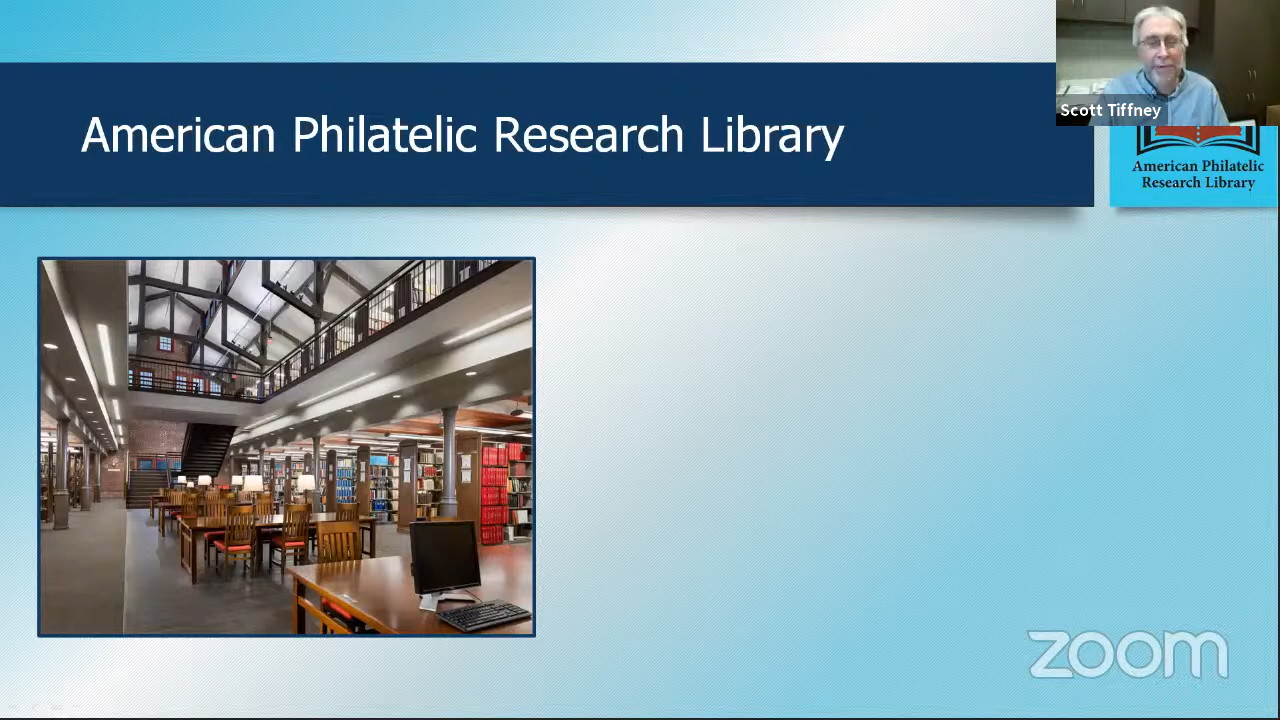 American Philatelic Research Library
Scott Tiffney
American Philatelic
Research Library
zoom